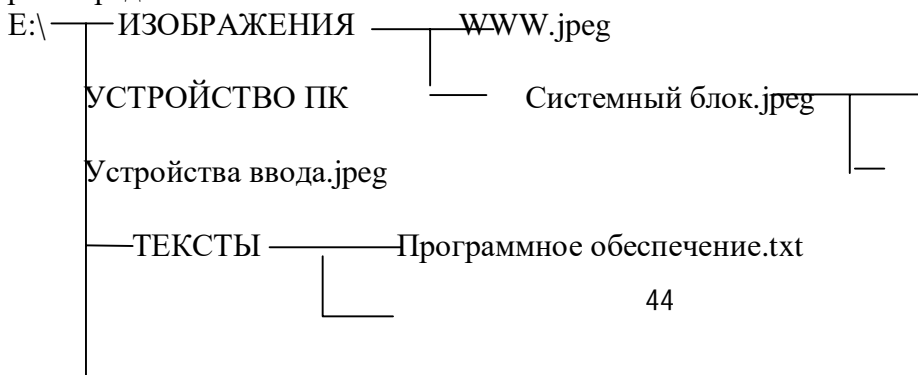 E:\ ИЗОБРАЖЕНИЯ WWW.jpeg
УСТРОЙСТВО ПК Системный блок.jpeg
Устройства ввода.jpeg
ТЕКСТЫ Программное обеспечение.txt
44